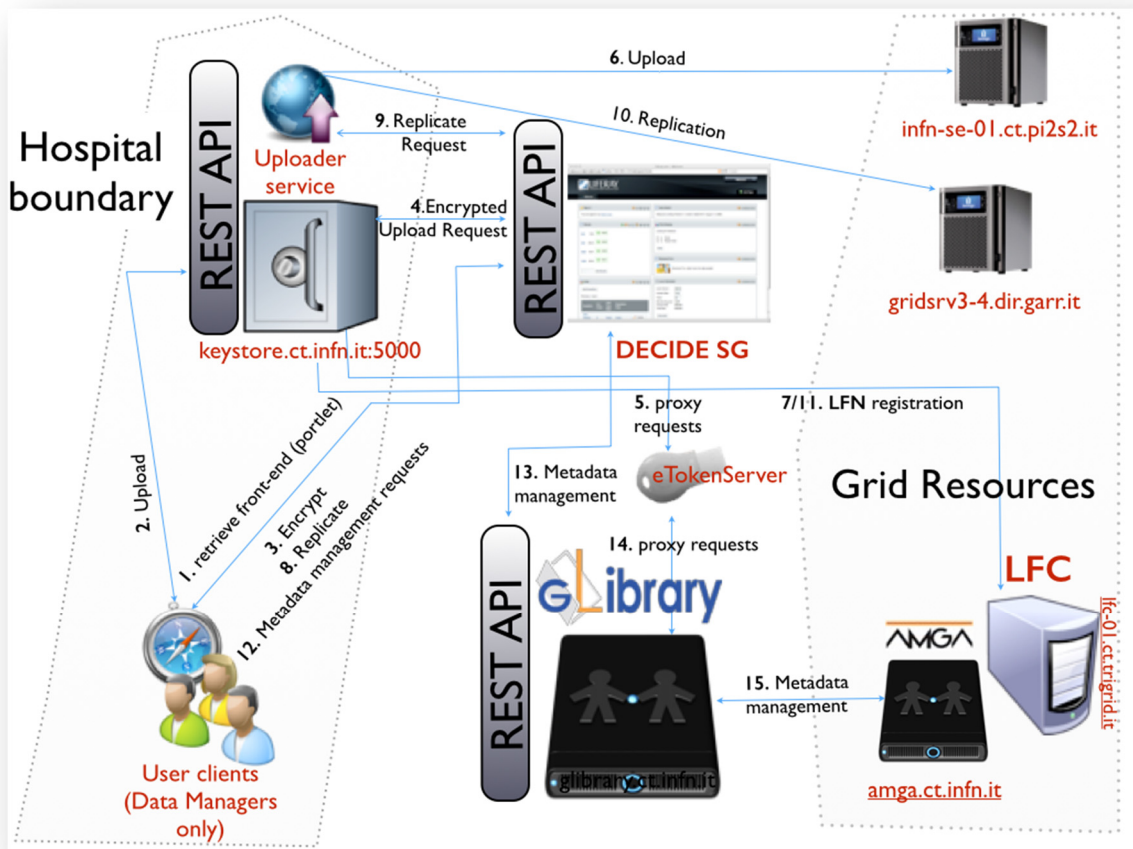 6. Upload
infn-se-01.ct.pi2s2.it
Hospital
boundary
REST API
Uploader
service
9. Replicate
Request
10. Replication
REST API
LIFERAY
4.Encrypted
Upload Request
gridsrv3-4.dir.garr.it
keystore.ct.infn.it:5000
DECIDE SG
5. proxy
requests
7/11. LFN registration
2. Upload
1. retrieve front-end (portlet)
3. Encrypt
8. Replicate
12. Metadata management requests
13. Metadata
management
eTokenServer
Grid Resources
14. proxy requests
REST API
gLibrary
LFC
lfc-01.ct.trigrid.it
AMGA
15. Metadata
management
glibrary.ct.infn.it
amga.ct.infn.it
User clients
(Data Managers
only)